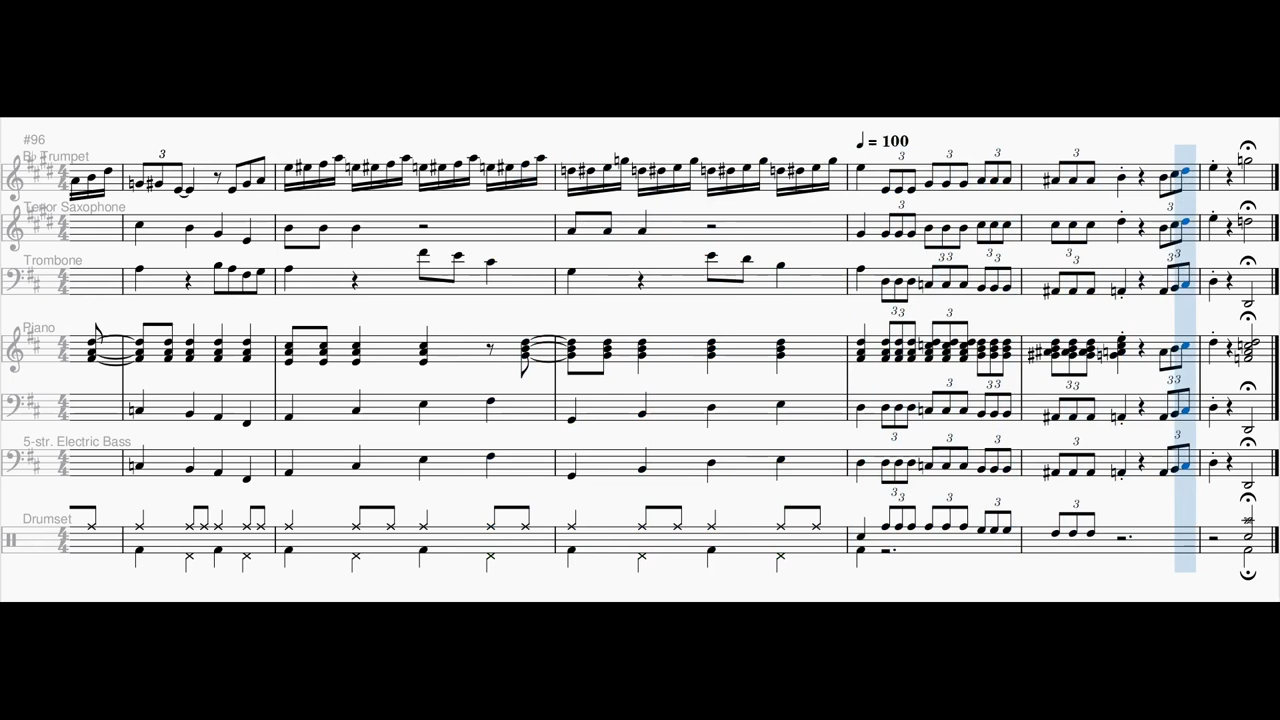 #96
B♭ Trumpet
♩ = 100
Tenor Saxophone
Trombone
Piano
5-str. Electric Bass
Drumset